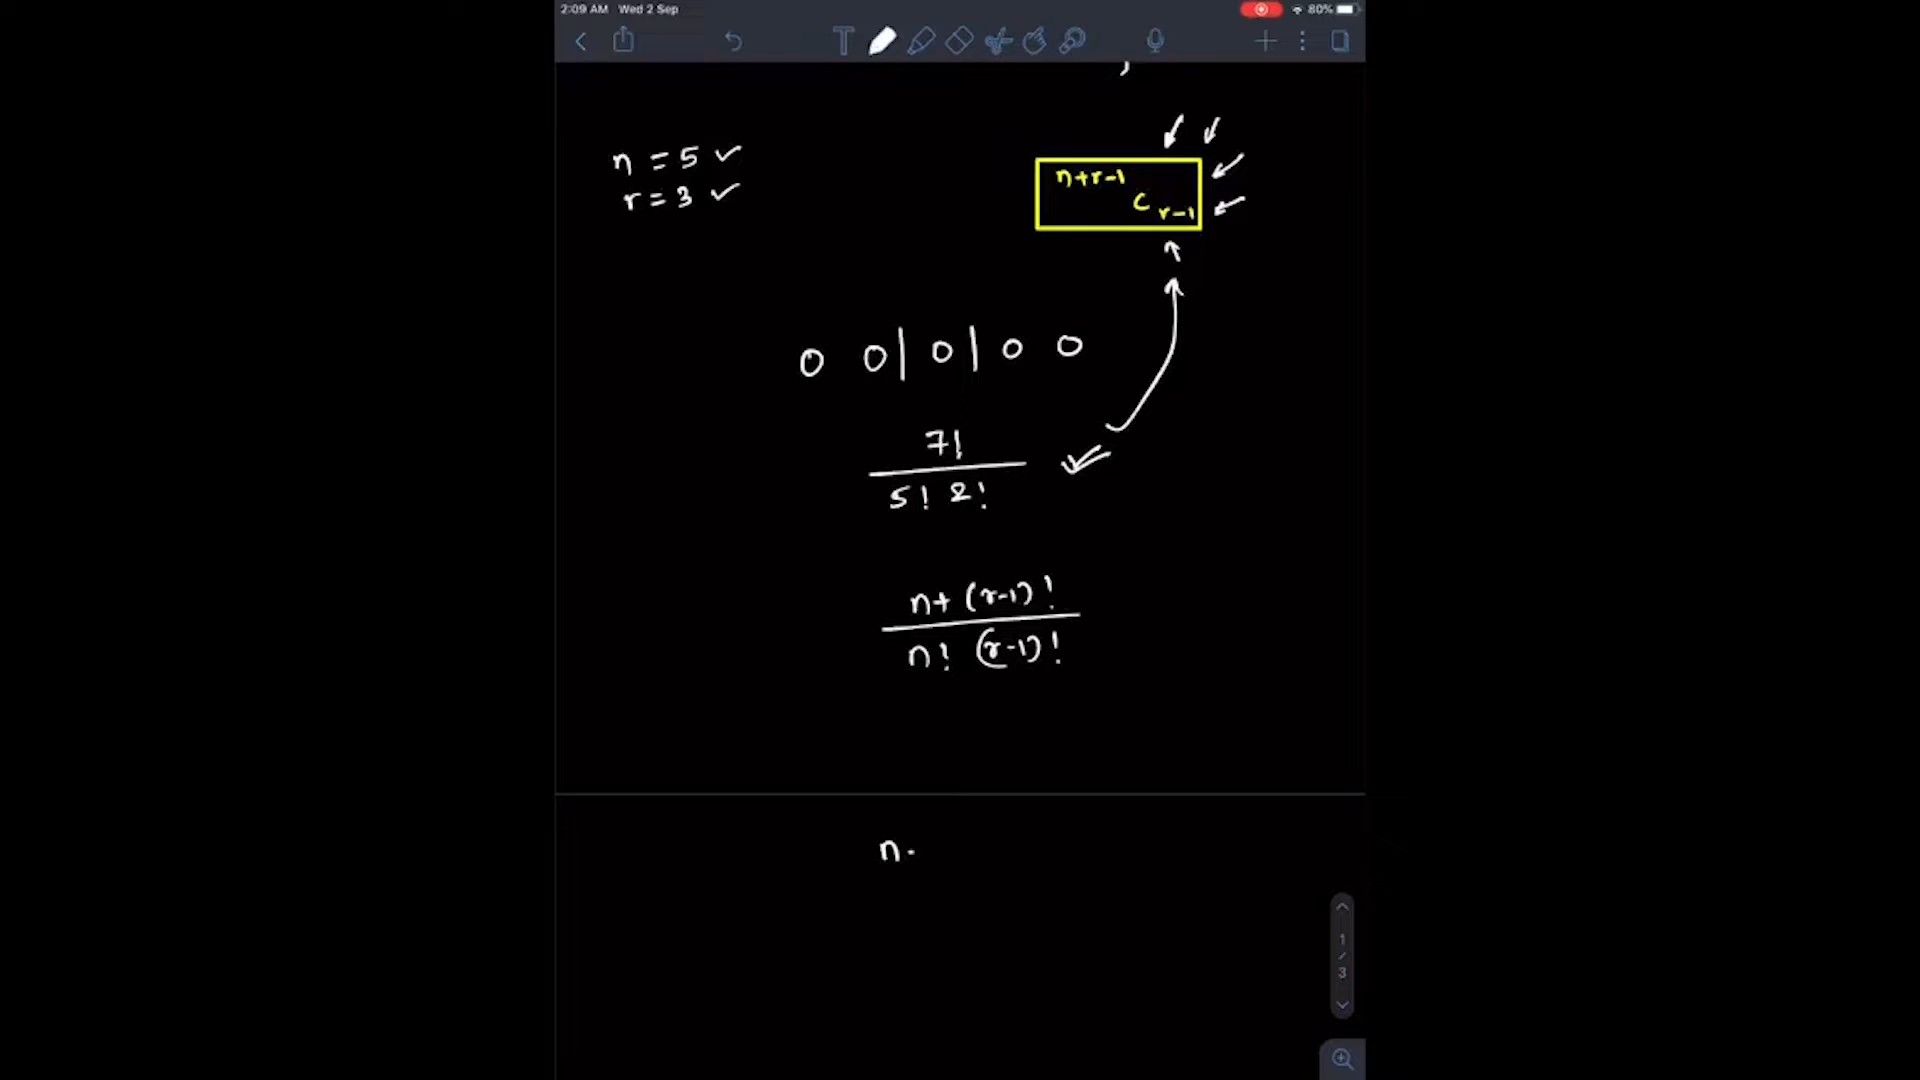 2:09 AM Wed 2 Sep
80%
T
n = 5 ✓
r = 3 ✓
n+r-1
C r-1
0 0 | 0 | 0 0
7!
5! 2!
n+ (r-1)!
n! (r-1)!
n.
1
/
3